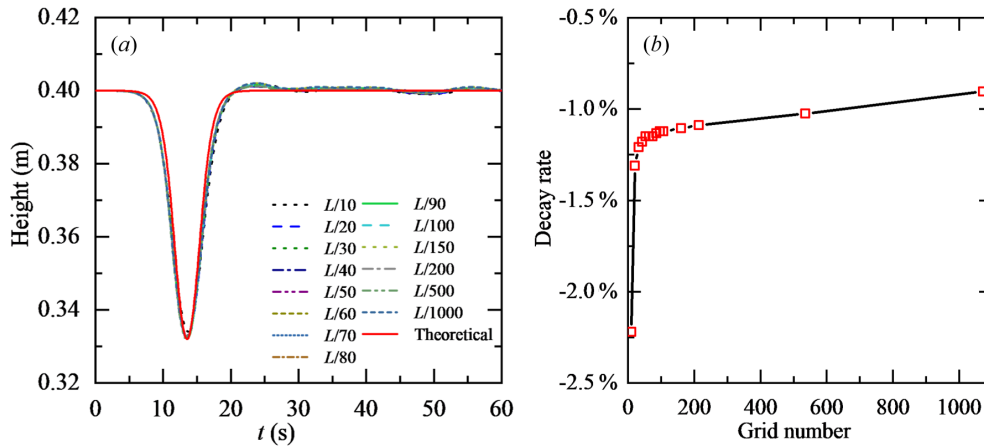 (a)
Height (m)
0.42
0.40
0.38
0.36
0.34
0.32
0
10
20
30
40
50
60
t (s)
L/10
L/20
L/30
L/40
L/50
L/60
L/70
L/80
L/90
L/100
L/150
L/200
L/500
L/1000
Theoretical
(b)
Decay rate
-0.5 %
-1.0 %
-1.5 %
-2.0 %
-2.5 %
0
200
400
600
800
1000
Grid number